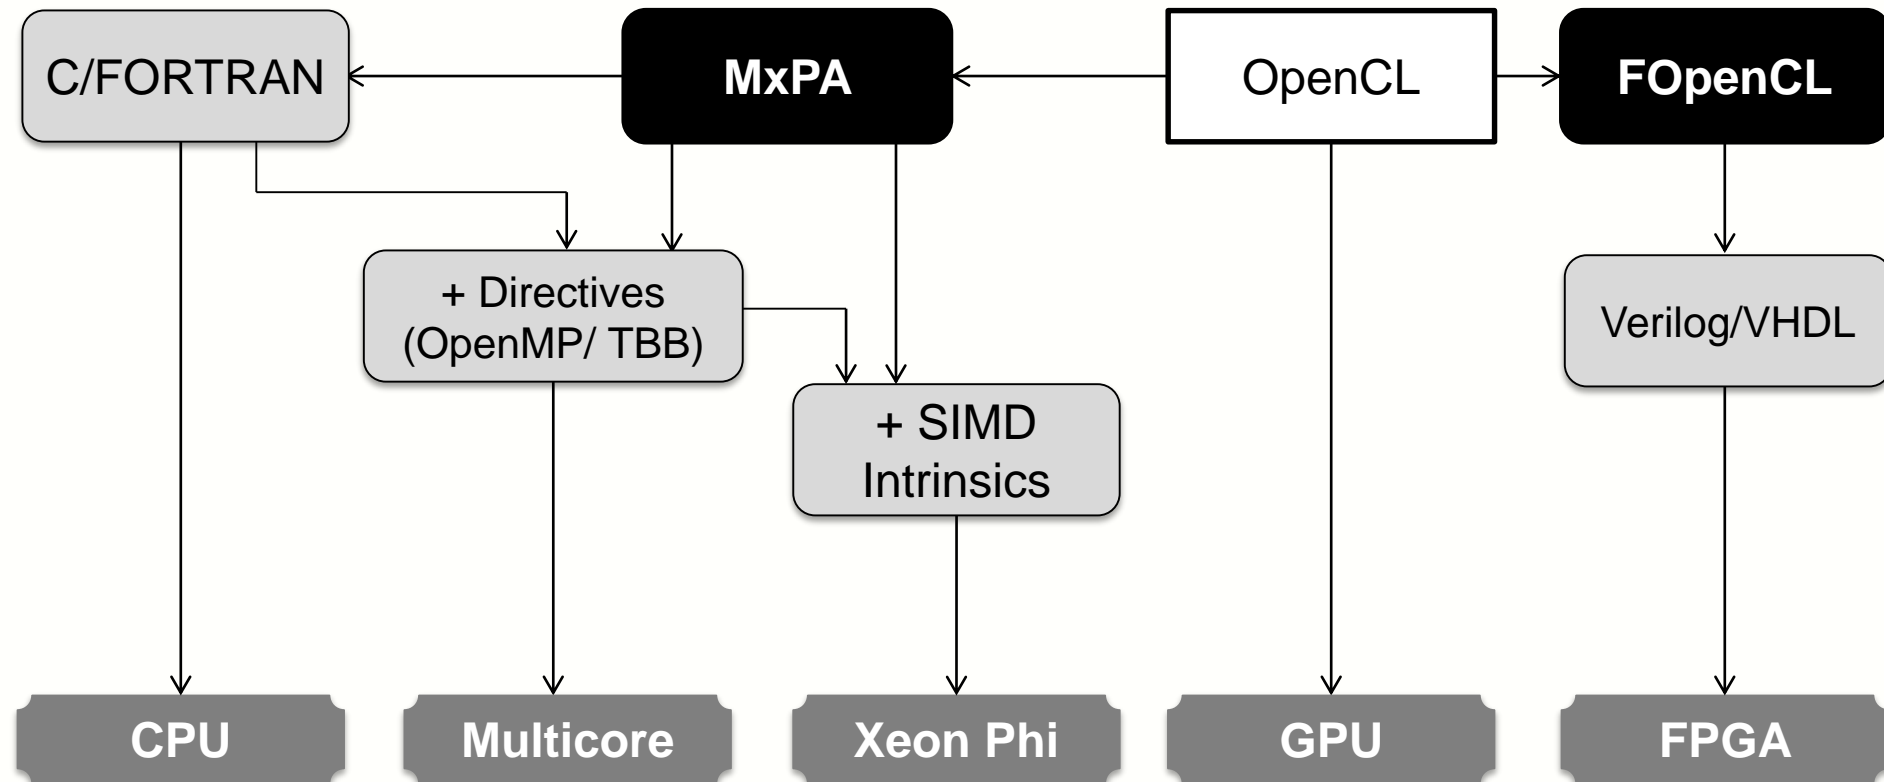 C/FORTRAN
MxPA
OpenCL
FOpenCL
+ Directives
(OpenMP/ TBB)
Verilog/VHDL
+ SIMD
Intrinsics
CPU
Multicore
Xeon Phi
GPU
FPGA